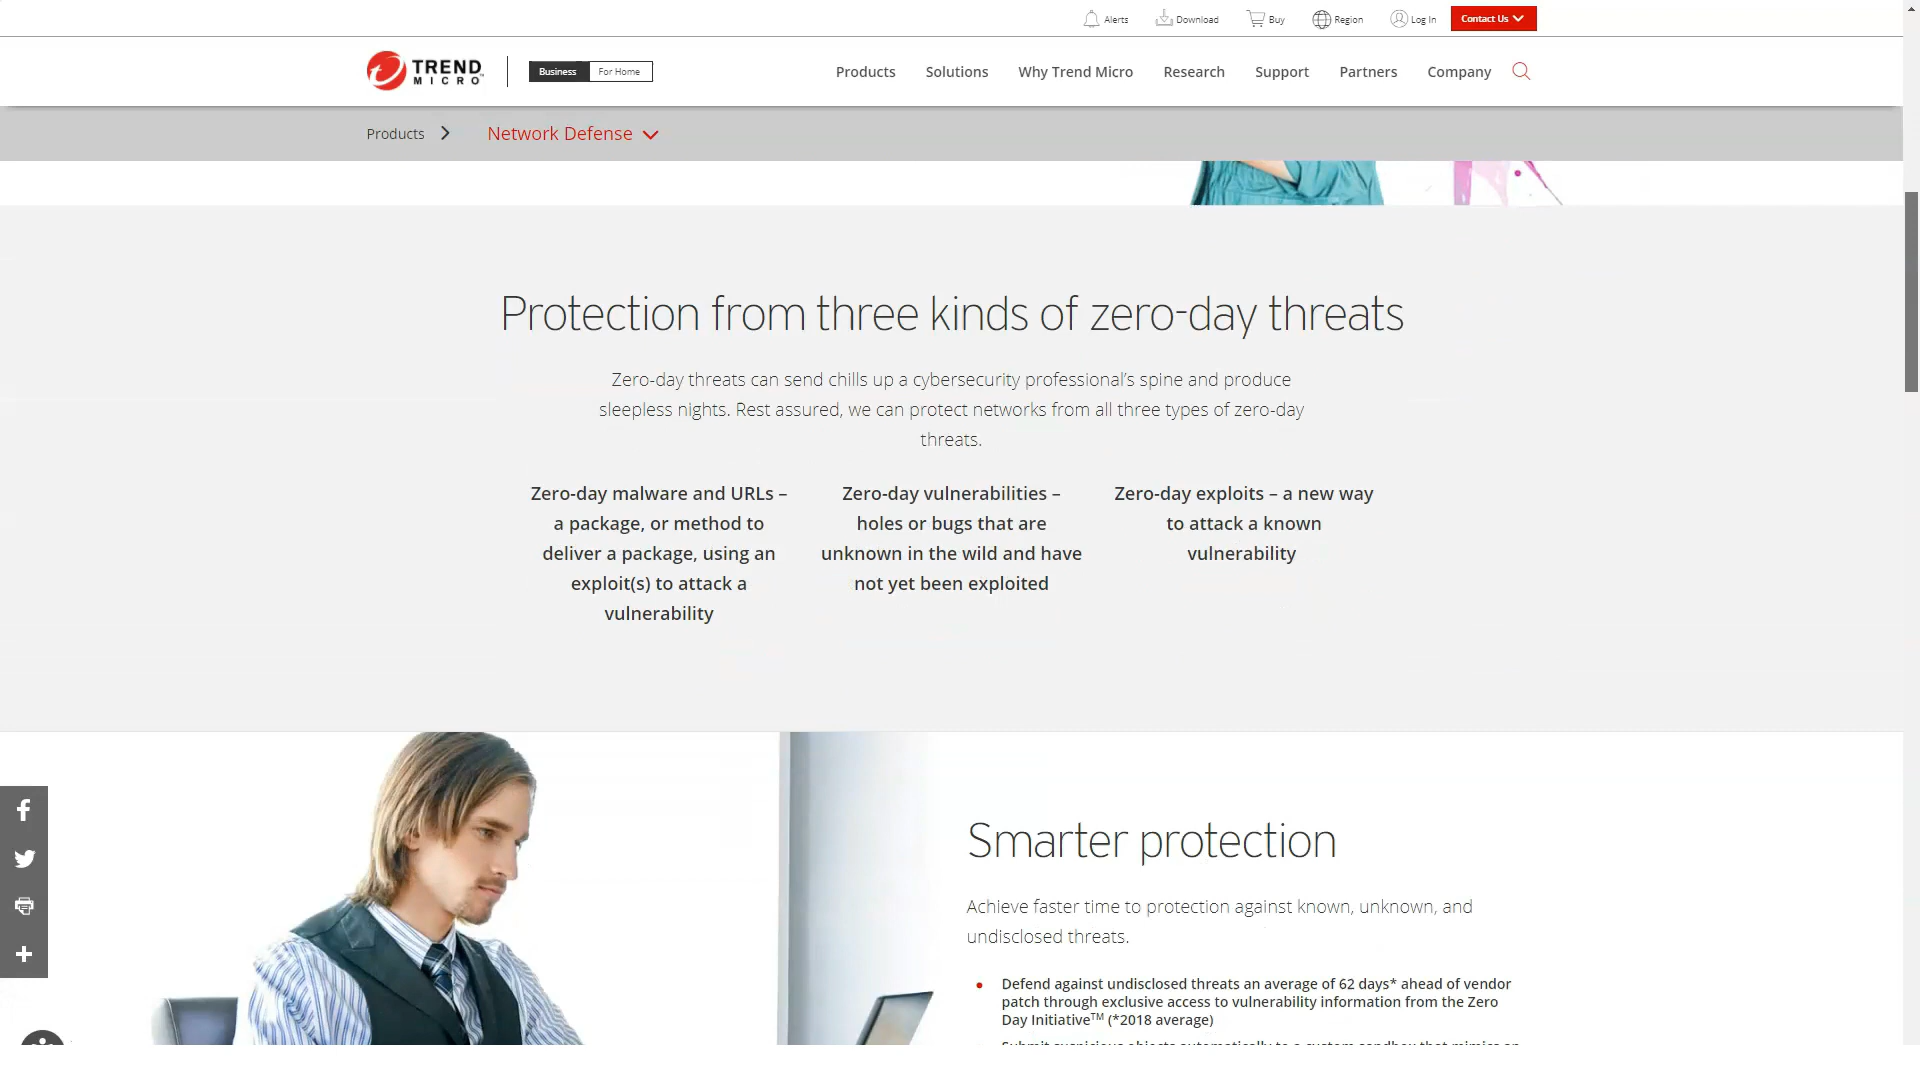 Alerts Download Buy Region Log In Contact Us
TREND MICRO Business For Home Products Solutions Why Trend Micro Research Support Partners Company
Products Network Defense
Protection from three kinds of zero-day threats
Zero-day threats can send chills up a cybersecurity professional’s spine and produce
sleepless nights. Rest assured, we can protect networks from all three types of zero-day
threats.
Zero-day malware and URLs –
a package, or method to
deliver a package, using an
exploit(s) to attack a
vulnerability
Zero-day vulnerabilities –
holes or bugs that are
unknown in the wild and have
not yet been exploited
Zero-day exploits – a new way
to attack a known
vulnerability
Smarter protection
Achieve faster time to protection against known, unknown, and
undisclosed threats.
Defend against undisclosed threats an average of 62 days* ahead of vendor
patch through exclusive access to vulnerability information from the Zero
Day Initiative™ (*2018 average)